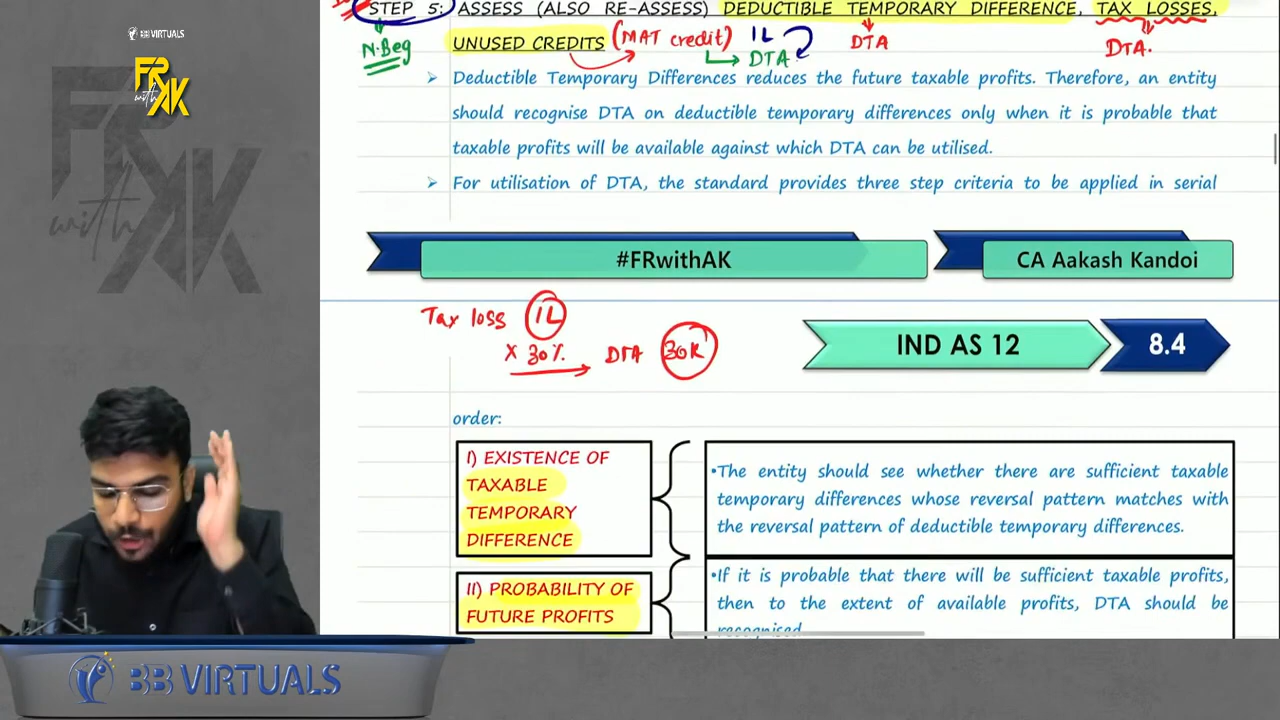 STEP 5: ASSESS (ALSO RE-ASSESS) DEDUCTIBLE TEMPORARY DIFFERENCE, TAX LOSSES,
N.Beg
UNUSED CREDITS (MAT credit) 1L DTA DTA DTA.
BB VIRTUALS
FR with AK
FR with AK
➢ Deductible Temporary Differences reduces the future taxable profits. Therefore, an entity
should recognise DTA on deductible temporary differences only when it is probable that
taxable profits will be available against which DTA can be utilised.
➢ For utilisation of DTA, the standard provides three step criteria to be applied in serial
#FRwithAK
CA Aakash Kandoi
Tax loss 1L
x 30% → DTA 30K
IND AS 12
8.4
order:
I) EXISTENCE OF
TAXABLE
TEMPORARY
DIFFERENCE
•The entity should see whether there are sufficient taxable
temporary differences whose reversal pattern matches with
the reversal pattern of deductible temporary differences.
II) PROBABILITY OF
FUTURE PROFITS
•If it is probable that there will be sufficient taxable profits,
then to the extent of available profits, DTA should be
recognised
BB VIRTUALS